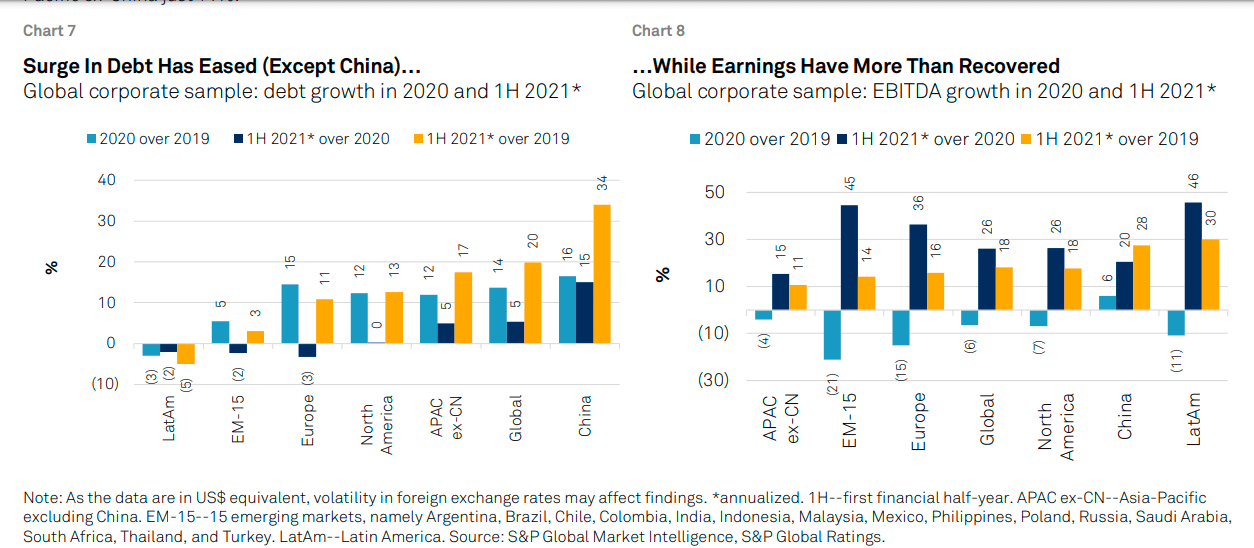 Chart 7
Surge In Debt Has Eased (Except China)...
Global corporate sample: debt growth in 2020 and 1H 2021*
2020 over 2019 1H 2021* over 2020 1H 2021* over 2019
40
30
20
10
0
(10)
%
(3) (2) (5)
5 (2) 3
15 (3) 11
12 0 13
12 5 17
14 5 20
16 15 34
LatAm
EM-15
Europe
North
America
APAC
ex-CN
Global
China
Chart 8
...While Earnings Have More Than Recovered
Global corporate sample: EBITDA growth in 2020 and 1H 2021*
2020 over 2019 1H 2021* over 2020 1H 2021* over 2019
50
30
10
(10)
(30)
%
(4) 15 11
(21) 45 14
(15) 36 16
(6) 26 18
(7) 26 18
6 20 28
(11) 46 30
APAC
ex-CN
EM-15
Europe
Global
North
America
China
LatAm
Note: As the data are in US$ equivalent, volatility in foreign exchange rates may affect findings. *annualized. 1H--first financial half-year. APAC ex-CN--Asia-Pacific
excluding China. EM-15--15 emerging markets, namely Argentina, Brazil, Chile, Colombia, India, Indonesia, Malaysia, Mexico, Philippines, Poland, Russia, Saudi Arabia,
South Africa, Thailand, and Turkey. LatAm--Latin America. Source: S&P Global Market Intelligence, S&P Global Ratings.